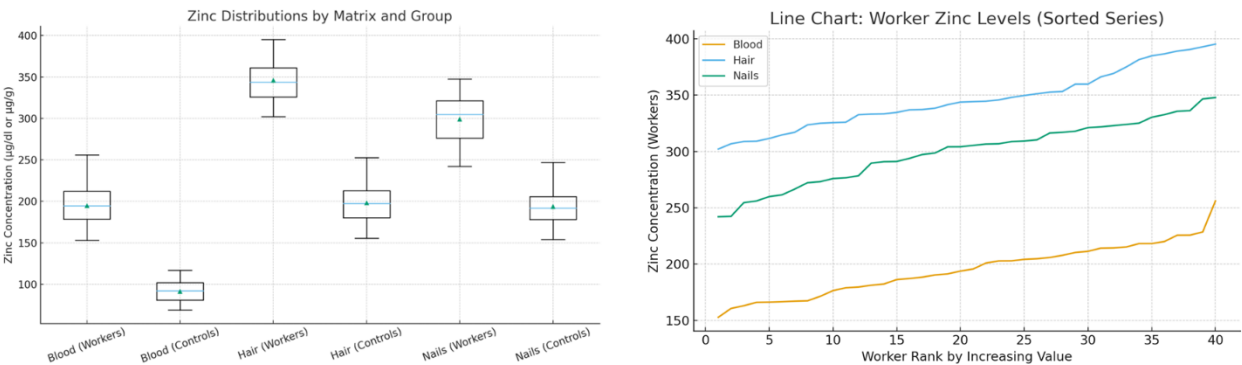 Zinc Distributions by Matrix and Group
Zinc Concentration (µg/dl or µg/g)
400
350
300
250
200
150
100
Blood (Workers)
Blood (Controls)
Hair (Workers)
Hair (Controls)
Nails (Workers)
Nails (Controls)
Line Chart: Worker Zinc Levels (Sorted Series)
Zinc Concentration (Workers)
400
350
300
250
200
150
Blood
Hair
Nails
0 5 10 15 20 25 30 35 40
Worker Rank by Increasing Value